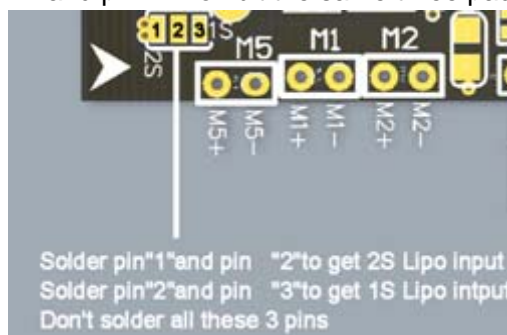 1 2 3 1S
2S
M5 M1 M2
M5+ M5- M1+ M1- M2+ M2-
Solder pin"1"and pin "2"to get 2S Lipo input
Solder pin"2"and pin "3"to get 1S Lipo intput
Don't solder all these 3 pins